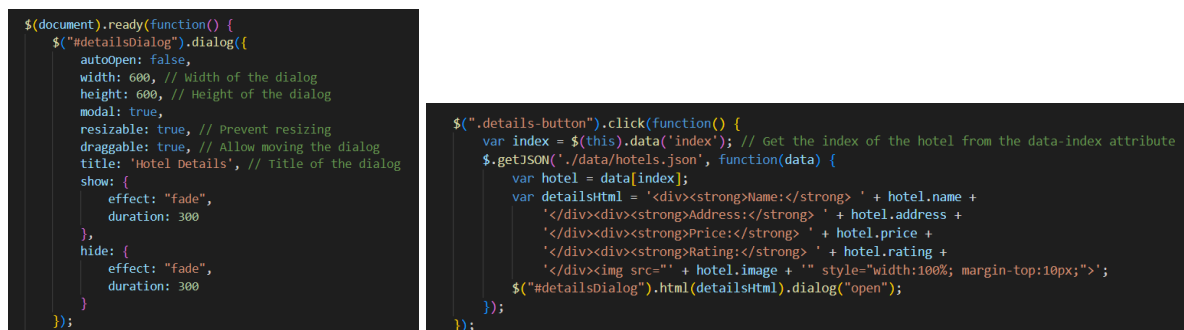 $(document).ready(function() {
    $("#detailsDialog").dialog({
        autoOpen: false,
        width: 600, // Width of the dialog
        height: 600, // Height of the dialog
        modal: true,
        resizable: true, // Prevent resizing
        draggable: true, // Allow moving the dialog
        title: 'Hotel Details', // Title of the dialog
        show: {
            effect: "fade",
            duration: 300
        },
        hide: {
            effect: "fade",
            duration: 300
        }
    });
$(".details-button").click(function() {
    var index = $(this).data('index'); // Get the index of the hotel from the data-index attribute
    $.getJSON('./data/hotels.json', function(data) {
        var hotel = data[index];
        var detailsHtml = '<div><strong>Name:</strong> ' + hotel.name +
            '</div><div><strong>Address:</strong> ' + hotel.address +
            '</div><div><strong>Price:</strong> ' + hotel.price +
            '</div><div><strong>Rating:</strong> ' + hotel.rating +
            '</div><img src="' + hotel.image + '" style="width:100%; margin-top:10px;">';
        $("#detailsDialog").html(detailsHtml).dialog("open");
    });
});